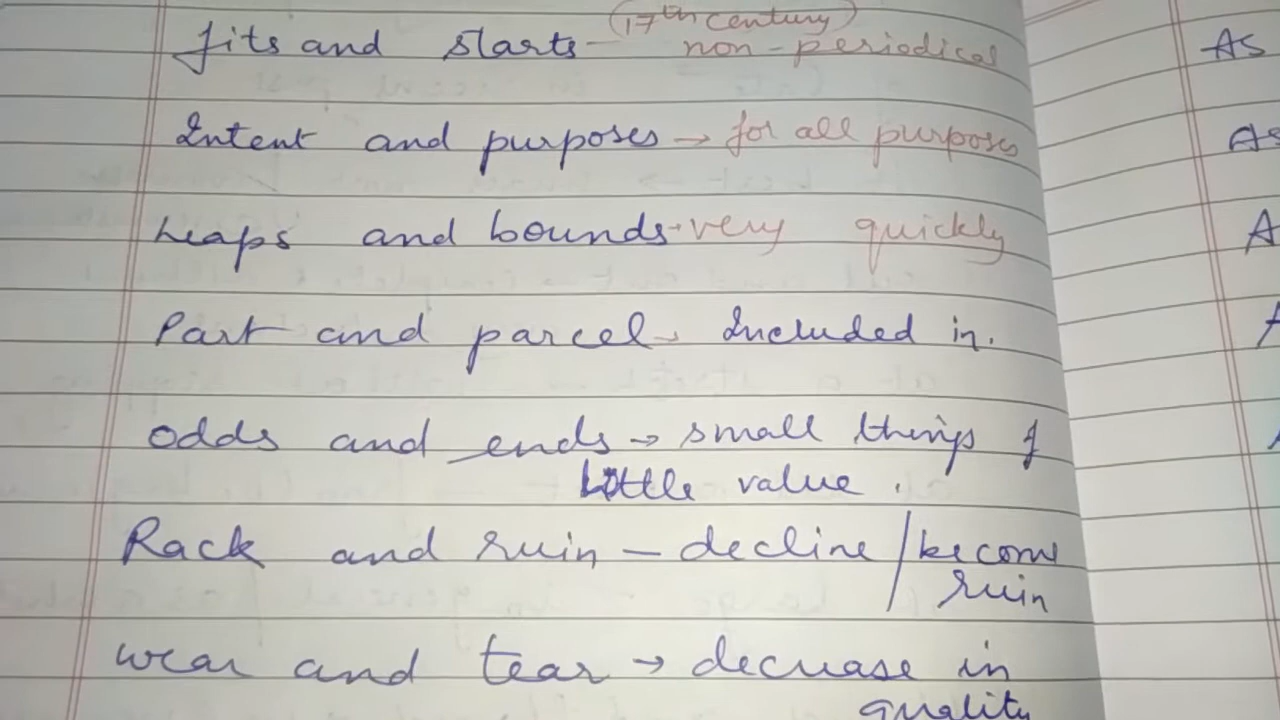 (17th century)
fits and starts - non-periodical
Intent and purposes → for all purposes
Leaps and bounds - very quickly
Part and parcel → Included in.
odds and ends → small things of
little value.
Rack and ruin - decline / become
ruin
wear and tear → decrease in
quality
As
As
A